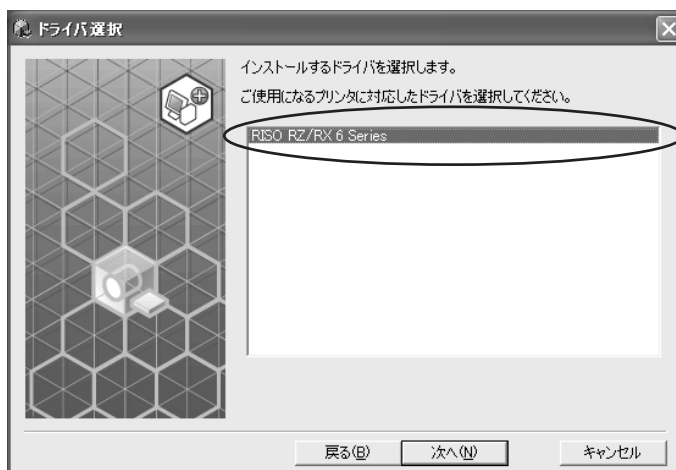 ドライバ選択
インストールするドライバを選択します。
ご使用になるプリンタに対応したドライバを選択してください。
RISO RZ/RX 6 Series
戻る(B)
次へ(N)
キャンセル